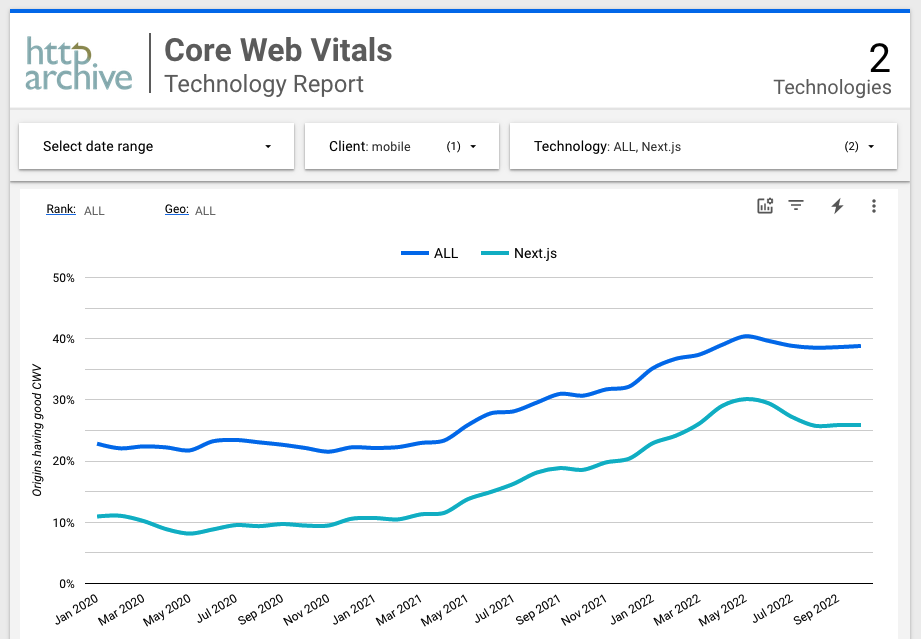 http
archive
Core Web Vitals
Technology Report
2
Technologies
Select date range
Client: mobile (1)
Technology: ALL, Next.js (2)
Rank: ALL Geo: ALL
ALL Next.js
50%
40%
30%
20%
10%
0%
Origins having good CWV
Jan 2020 Mar 2020 May 2020 Jul 2020 Sep 2020 Nov 2020 Jan 2021 Mar 2021 May 2021 Jul 2021 Sep 2021 Nov 2021 Jan 2022 Mar 2022 May 2022 Jul 2022 Sep 2022